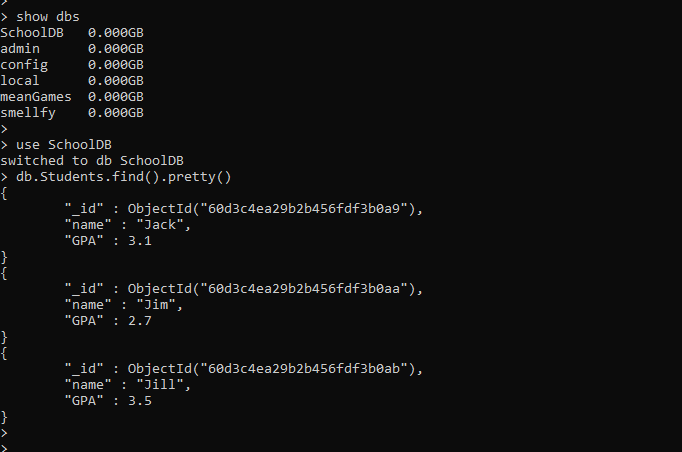 >
> show dbs
SchoolDB   0.000GB
admin      0.000GB
config     0.000GB
local      0.000GB
meanGames  0.000GB
smellfy    0.000GB
>
> use SchoolDB
switched to db SchoolDB
> db.Students.find().pretty()
{
        "_id" : ObjectId("60d3c4ea29b2b456fdf3b0a9"),
        "name" : "Jack",
        "GPA" : 3.1
}
{
        "_id" : ObjectId("60d3c4ea29b2b456fdf3b0aa"),
        "name" : "Jim",
        "GPA" : 2.7
}
{
        "_id" : ObjectId("60d3c4ea29b2b456fdf3b0ab"),
        "name" : "Jill",
        "GPA" : 3.5
}
>
>